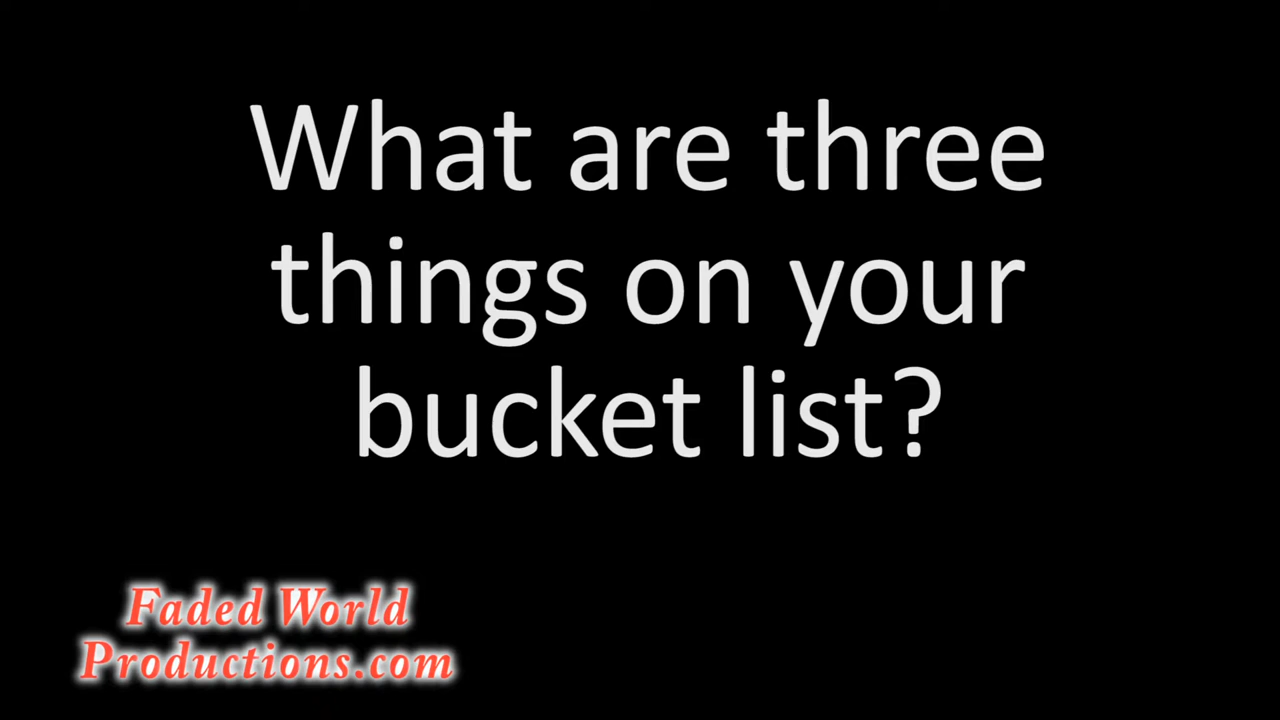 What are three
things on your
bucket list?
Faded World
Productions.com